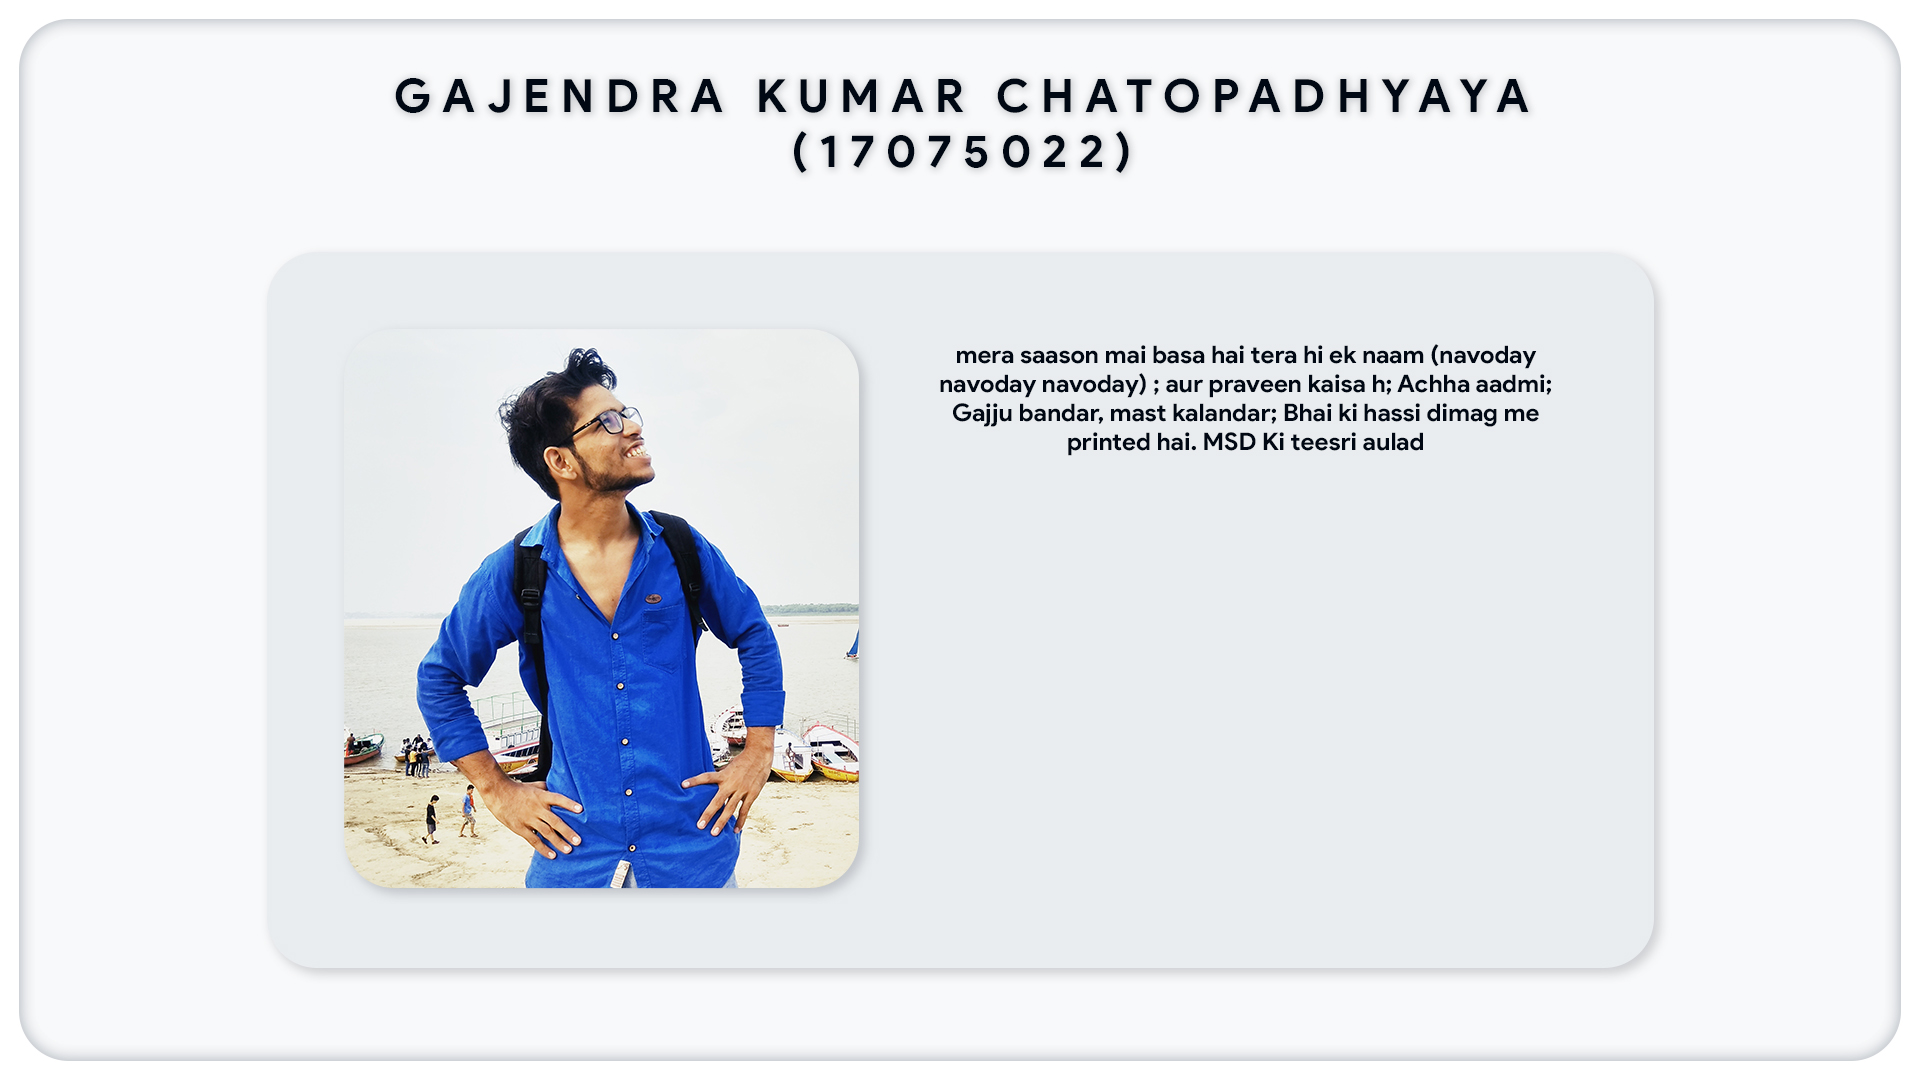 GAJENDRA KUMAR CHATOPADHYAYA
(17075022)
mera saason mai basa hai tera hi ek naam (navoday
navoday navoday) ; aur praveen kaisa h; Achha aadmi;
Gajju bandar, mast kalandar; Bhai ki hassi dimag me
printed hai. MSD Ki teesri aulad